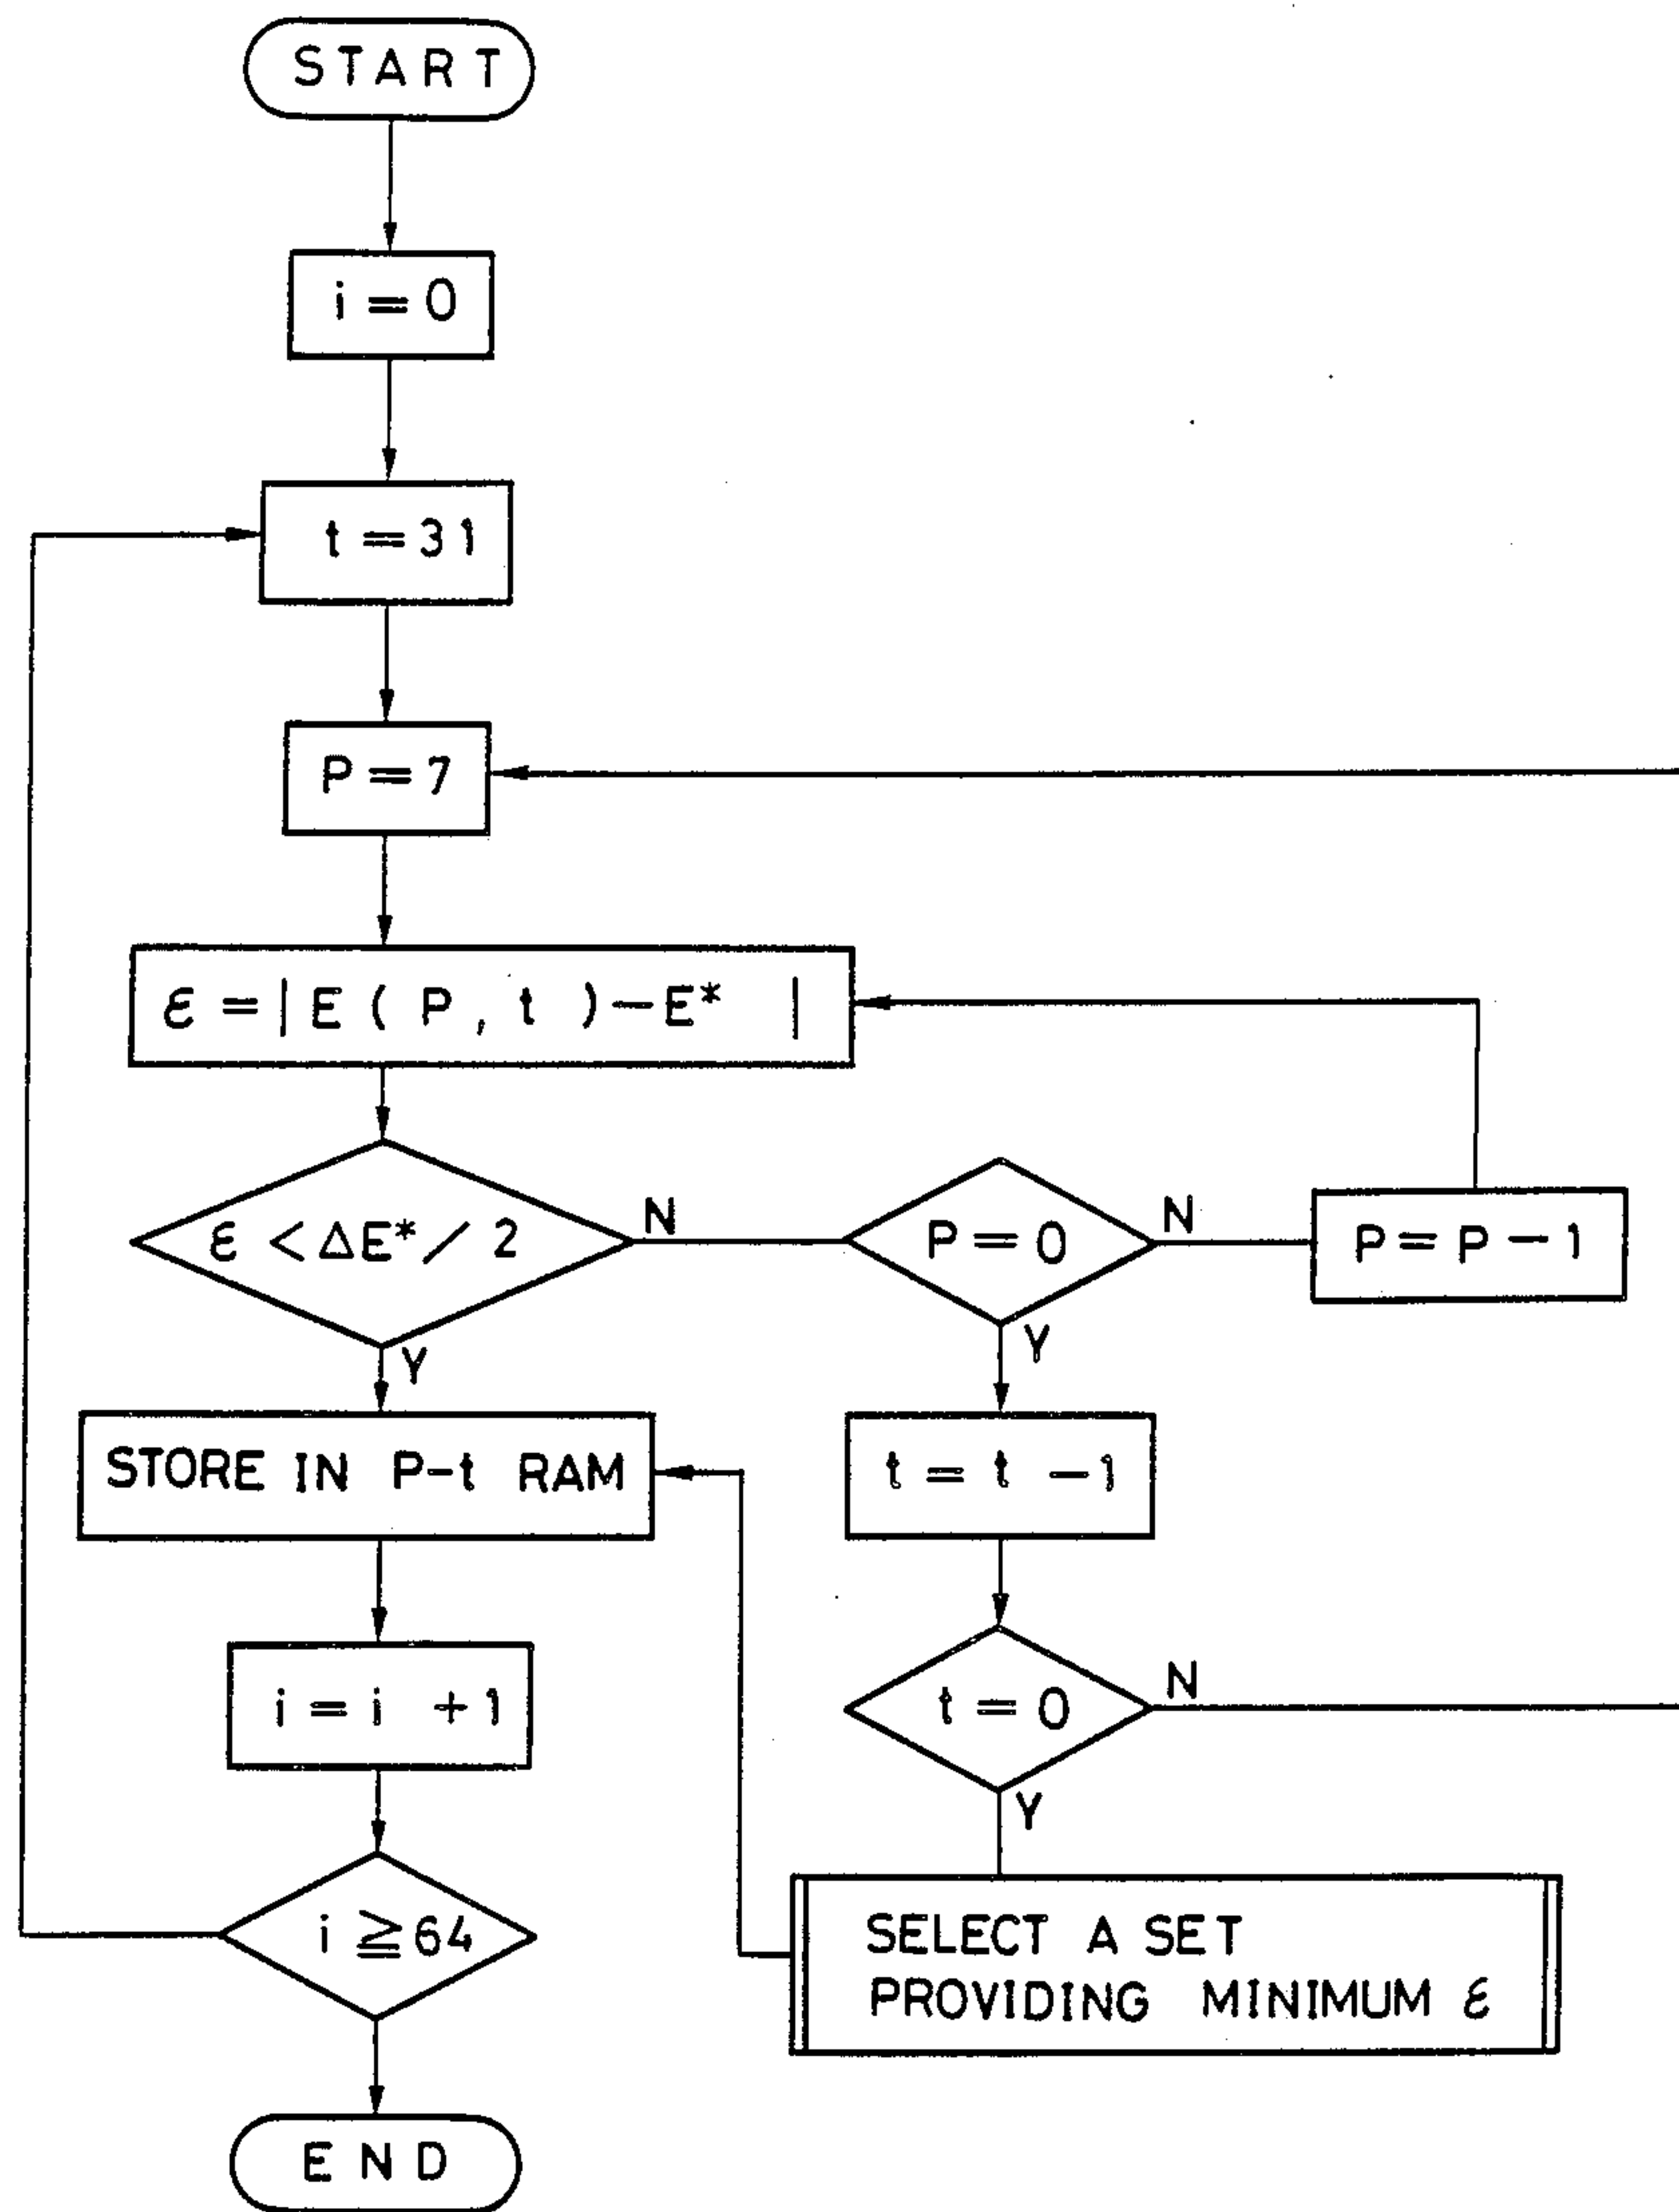 START
i = 0
t = 31
P = 7
ε = | E ( P , t ) − E* |
ε < ΔE* / 2
N
P = 0
N
P = P − 1
Y
Y
STORE IN P-t RAM
t = t − 1
i = i + 1
t = 0
N
Y
i ≧ 64
SELECT A SET
PROVIDING MINIMUM ε
END